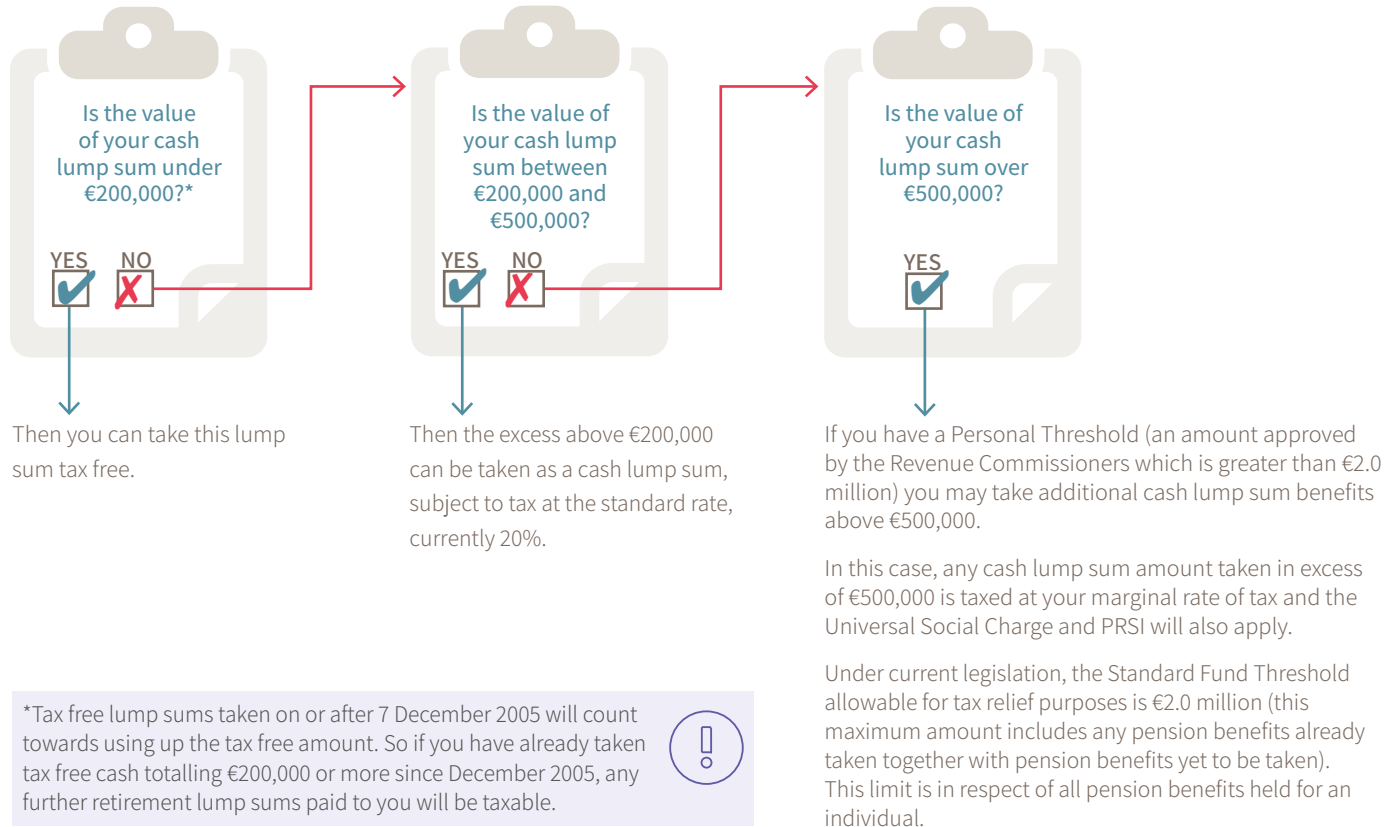 Is the value
of your cash
lump sum under
€200,000?*
YES NO
Then you can take this lump
sum tax free.
Is the value of
your cash lump
sum between
€200,000 and
€500,000?
YES NO
Then the excess above €200,000
can be taken as a cash lump sum,
subject to tax at the standard rate,
currently 20%.
Is the value of
your cash
lump sum over
€500,000?
YES
If you have a Personal Threshold (an amount approved
by the Revenue Commissioners which is greater than €2.0
million) you may take additional cash lump sum benefits
above €500,000.
In this case, any cash lump sum amount taken in excess
of €500,000 is taxed at your marginal rate of tax and the
Universal Social Charge and PRSI will also apply.
Under current legislation, the Standard Fund Threshold
allowable for tax relief purposes is €2.0 million (this
maximum amount includes any pension benefits already
taken together with pension benefits yet to be taken).
This limit is in respect of all pension benefits held for an
individual.
*Tax free lump sums taken on or after 7 December 2005 will count
towards using up the tax free amount. So if you have already taken
tax free cash totalling €200,000 or more since December 2005, any
further retirement lump sums paid to you will be taxable.